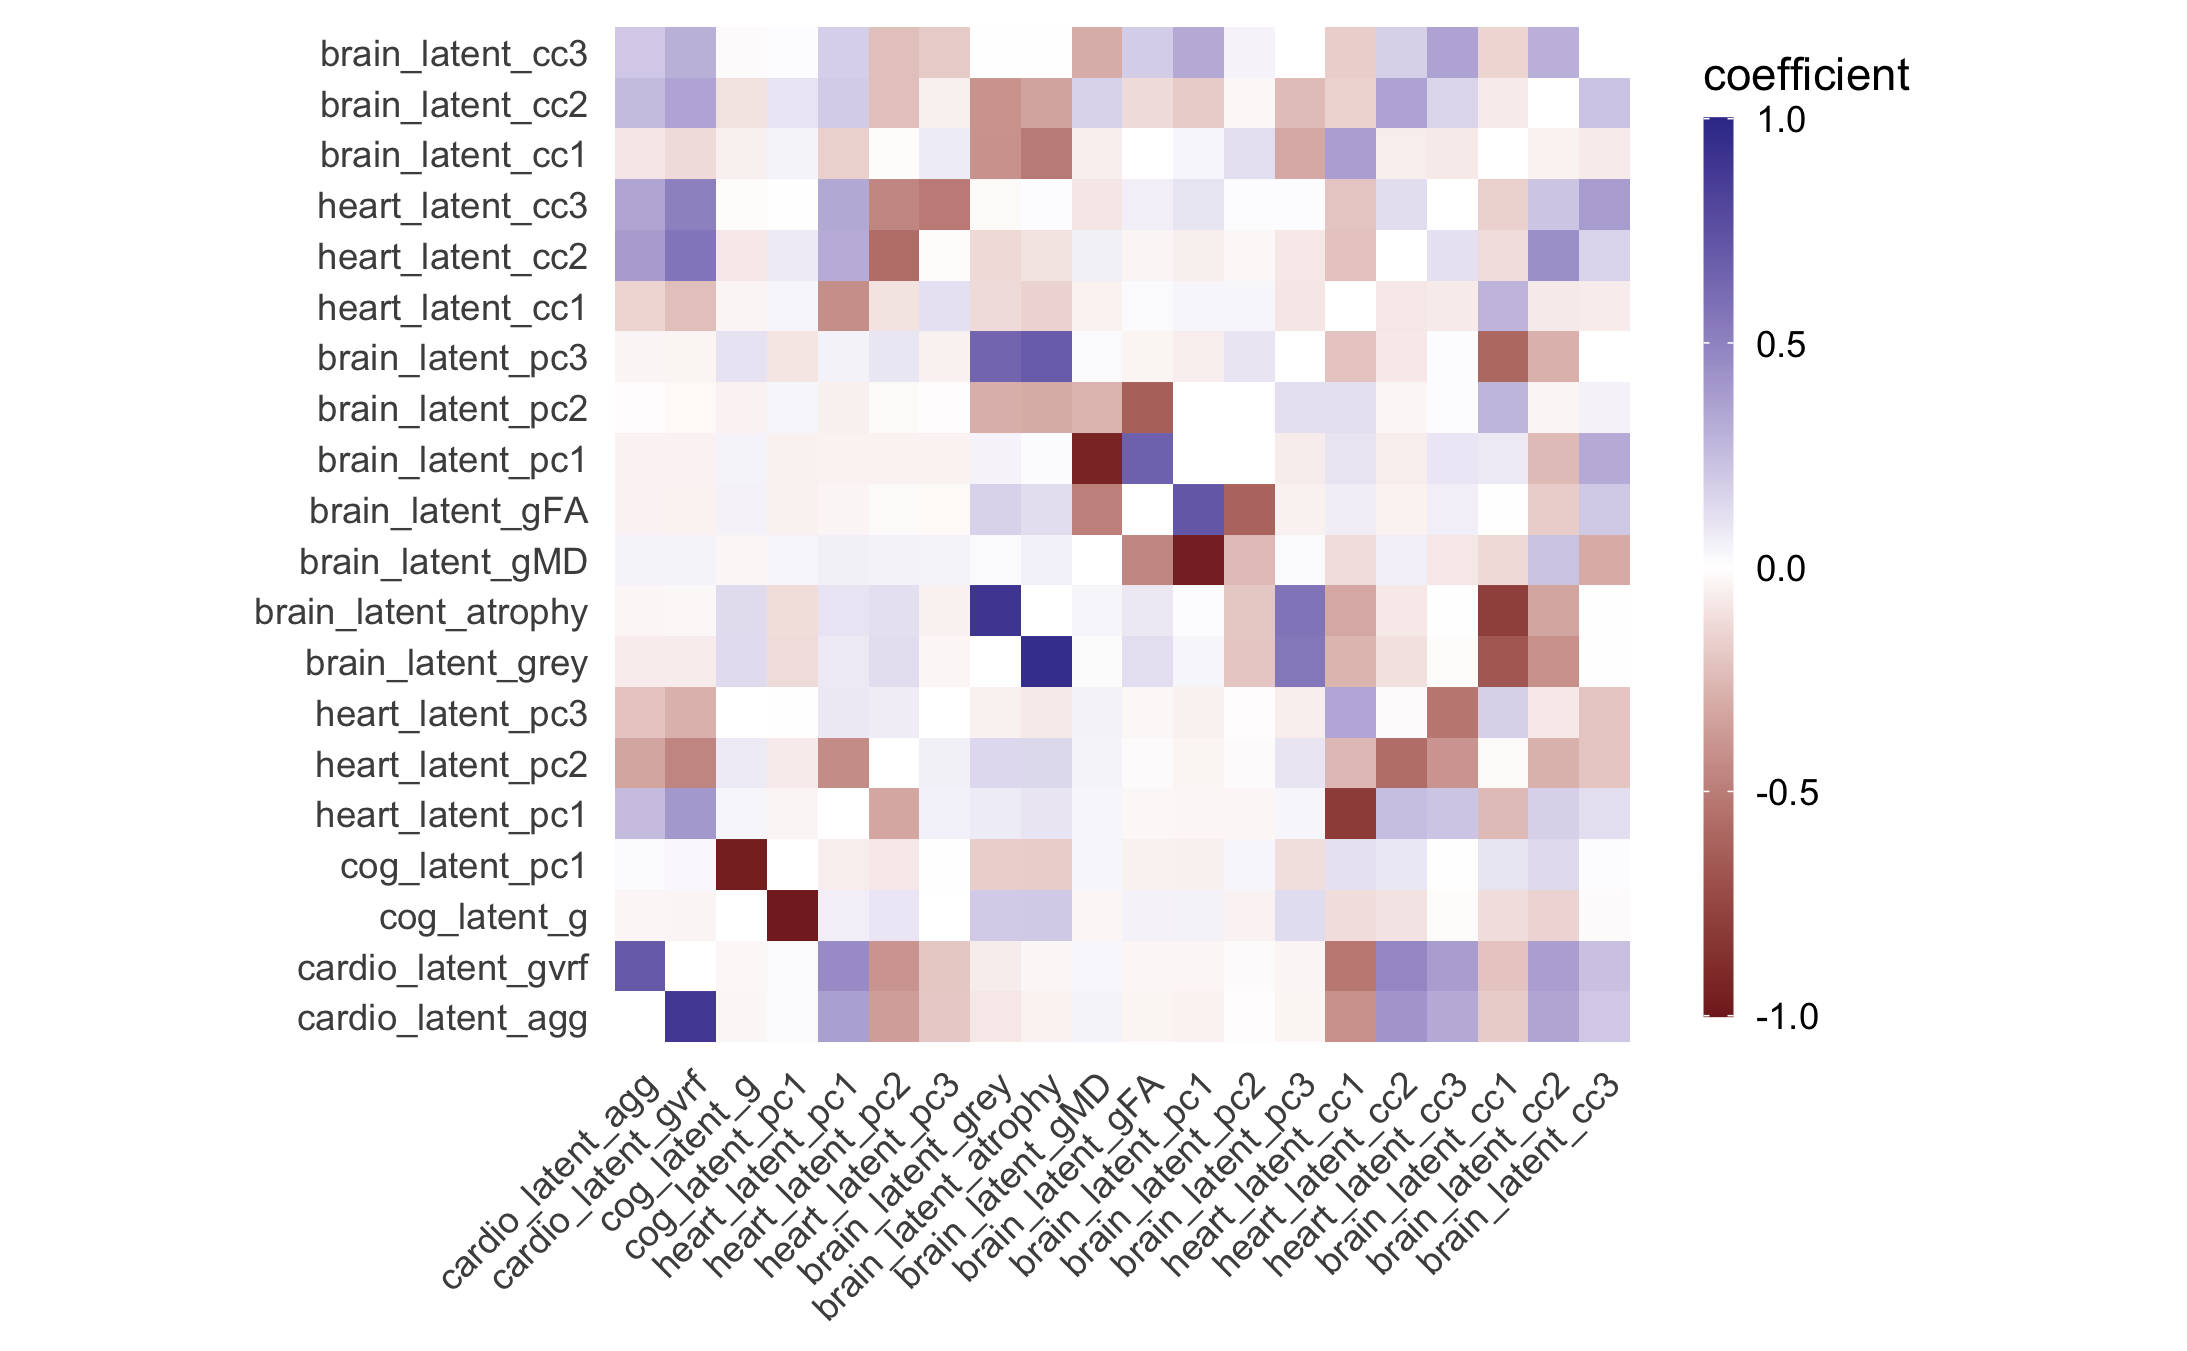 brain_latent_cc3
brain_latent_cc2
brain_latent_cc1
heart_latent_cc3
heart_latent_cc2
heart_latent_cc1
brain_latent_pc3
brain_latent_pc2
brain_latent_pc1
brain_latent_gFA
brain_latent_gMD
brain_latent_atrophy
brain_latent_grey
heart_latent_pc3
heart_latent_pc2
heart_latent_pc1
cog_latent_pc1
cog_latent_g
cardio_latent_gvrf
cardio_latent_agg
cardio_latent_agg
cardio_latent_gvrf
cog_latent_g
cog_latent_pc1
heart_latent_pc1
heart_latent_pc2
heart_latent_pc3
brain_latent_grey
brain_latent_atrophy
brain_latent_gMD
brain_latent_gFA
brain_latent_pc1
brain_latent_pc2
brain_latent_pc3
heart_latent_cc1
heart_latent_cc2
heart_latent_cc3
brain_latent_cc1
brain_latent_cc2
brain_latent_cc3
coefficient
1.0
0.5
0.0
-0.5
-1.0